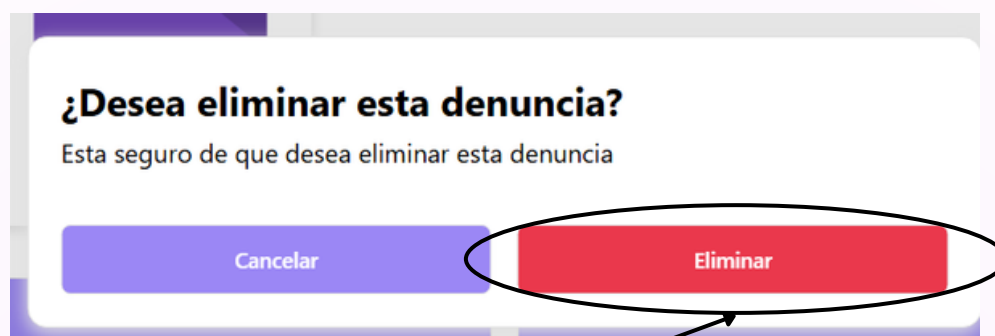 ¿Desea eliminar esta denuncia?
Esta seguro de que desea eliminar esta denuncia
Cancelar
Eliminar